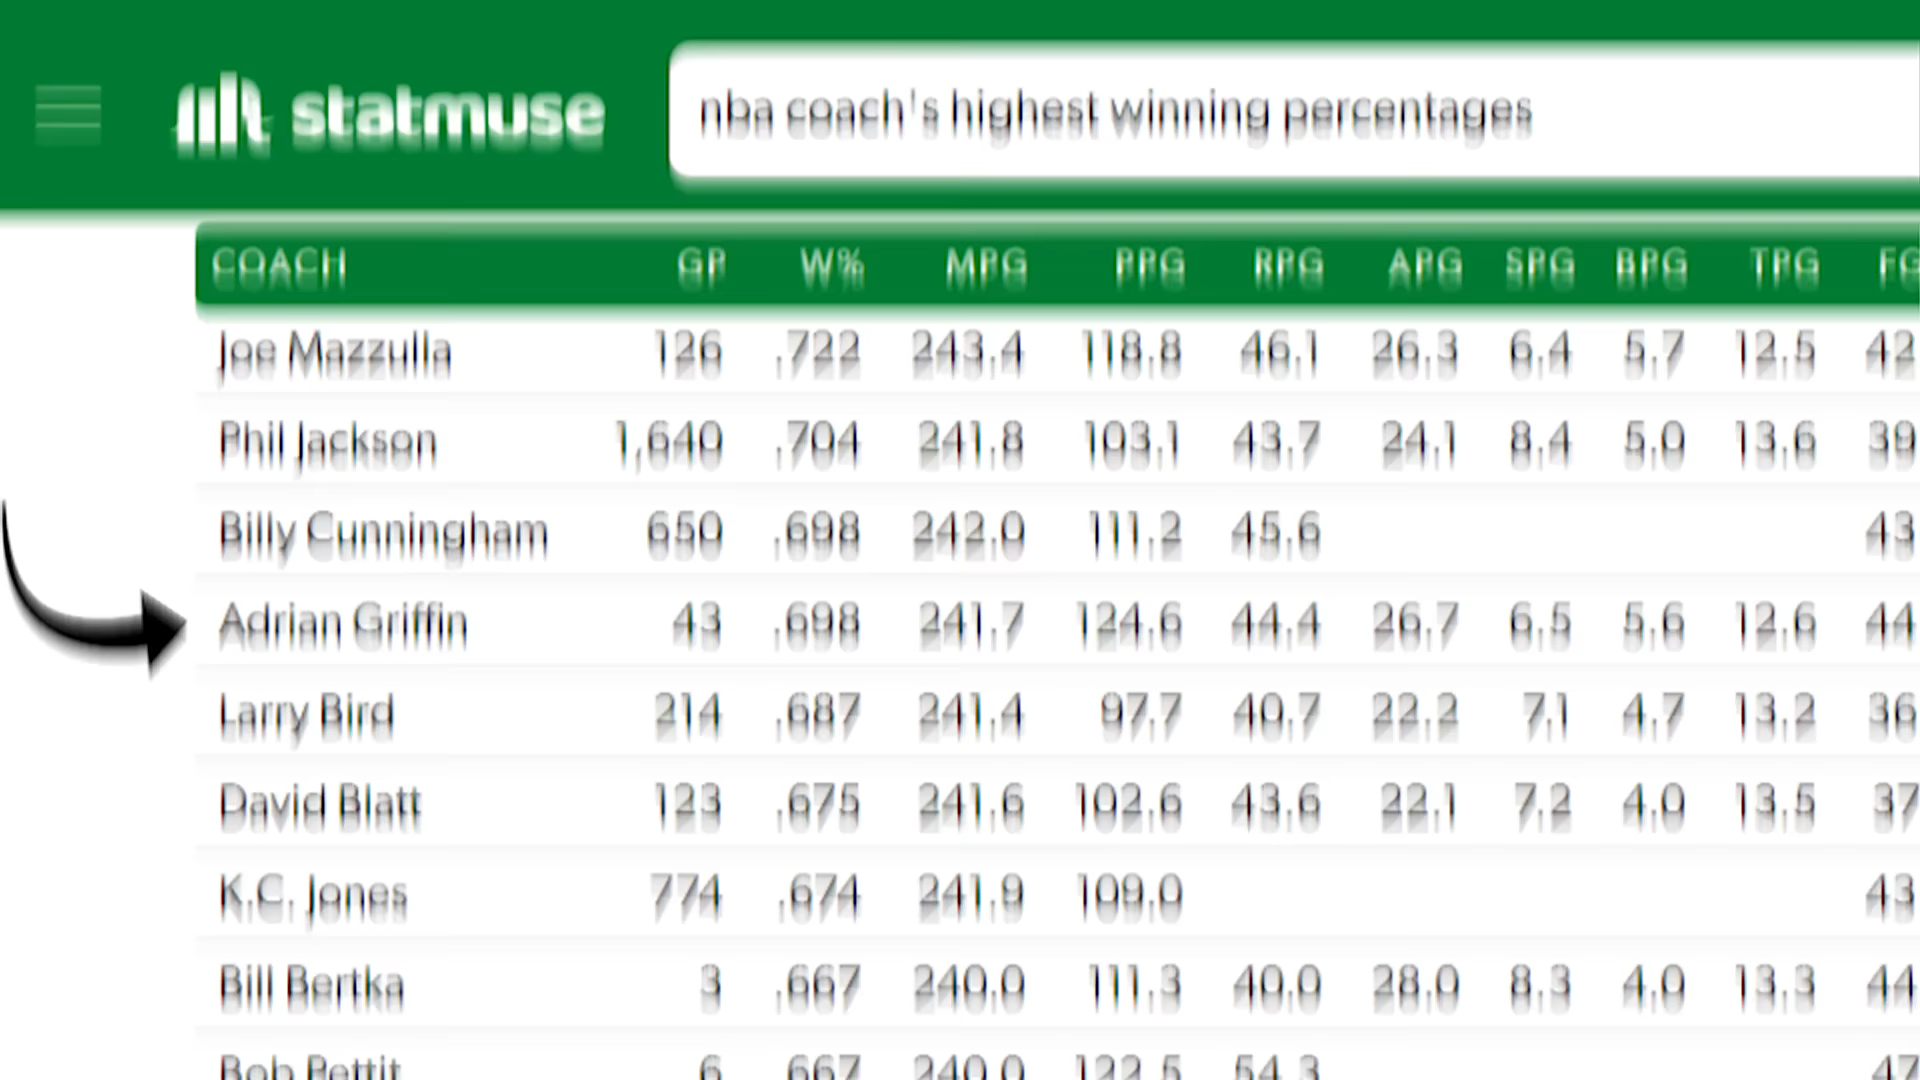 statmuse nba coach's highest winning percentages
COACH GP W% MPG PPG RPG APG SPG BPG TPG FG
Joe Mazzulla 126 .722 243.4 118.8 46.1 26.3 6.4 5.7 12.5 42
Phil Jackson 1,640 .704 241.8 103.1 43.7 24.1 8.4 5.0 13.6 39
Billy Cunningham 650 .698 242.0 111.2 45.6 43
Adrian Griffin 43 .698 241.7 124.6 44.4 26.7 6.5 5.6 12.6 44
Larry Bird 214 .687 241.4 97.7 40.7 22.2 7.1 4.7 13.2 36
David Blatt 123 .675 241.6 102.6 43.6 22.1 7.2 4.0 13.5 37
K.C. Jones 774 .674 241.9 109.0 43
Bill Bertka 3 .667 240.0 111.3 40.0 28.0 8.3 4.0 13.3 44
Bob Pettit 6 .667 240.0 122.5 54.3 47